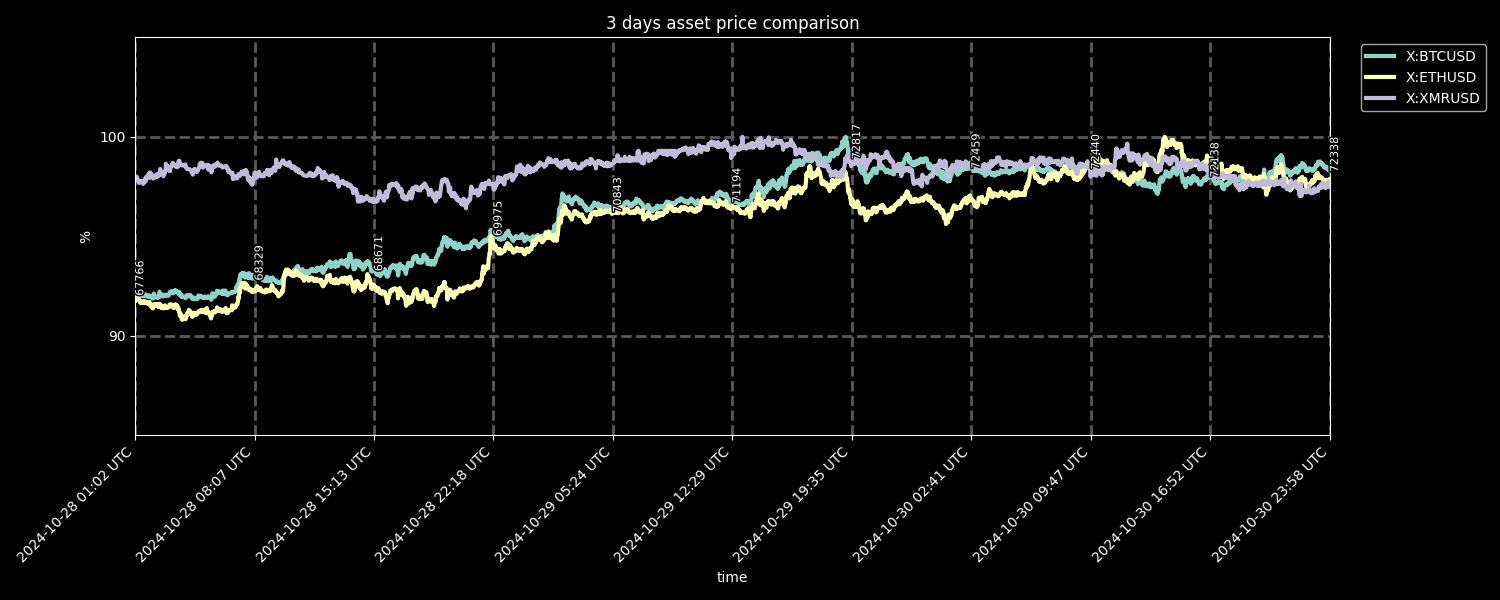 3 days asset price comparison
X:BTCUSD
X:ETHUSD
X:XMRUSD
100
90
%
67766
68329
68671
69975
70843
71194
72817
72459
72440
72138
72338
2024-10-28 01:02 UTC
2024-10-28 08:07 UTC
2024-10-28 15:13 UTC
2024-10-28 22:18 UTC
2024-10-29 05:24 UTC
2024-10-29 12:29 UTC
2024-10-29 19:35 UTC
2024-10-30 02:41 UTC
2024-10-30 09:47 UTC
2024-10-30 16:52 UTC
2024-10-30 23:58 UTC
time